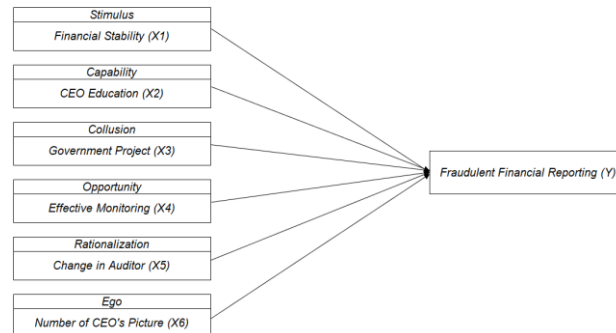 Stimulus
Financial Stability (X1)
Capability
CEO Education (X2)
Collusion
Government Project (X3)
Fraudulent Financial Reporting (Y)
Opportunity
Effective Monitoring (X4)
Rationalization
Change in Auditor (X5)
Ego
Number of CEO's Picture (X6)